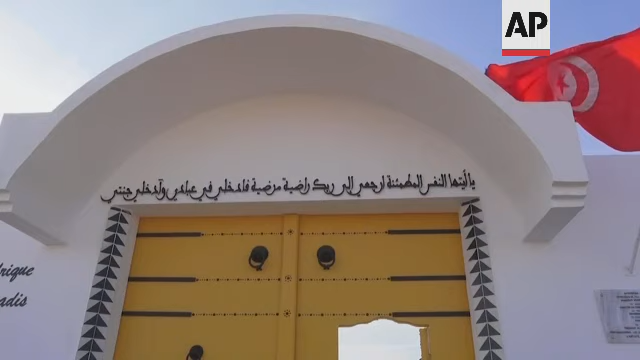 AP
يا أيتها النفس المطمئنة ارجعي إلى ربك راضية مرضية فادخلي في عبادي وادخلي جنتي
rique
adis